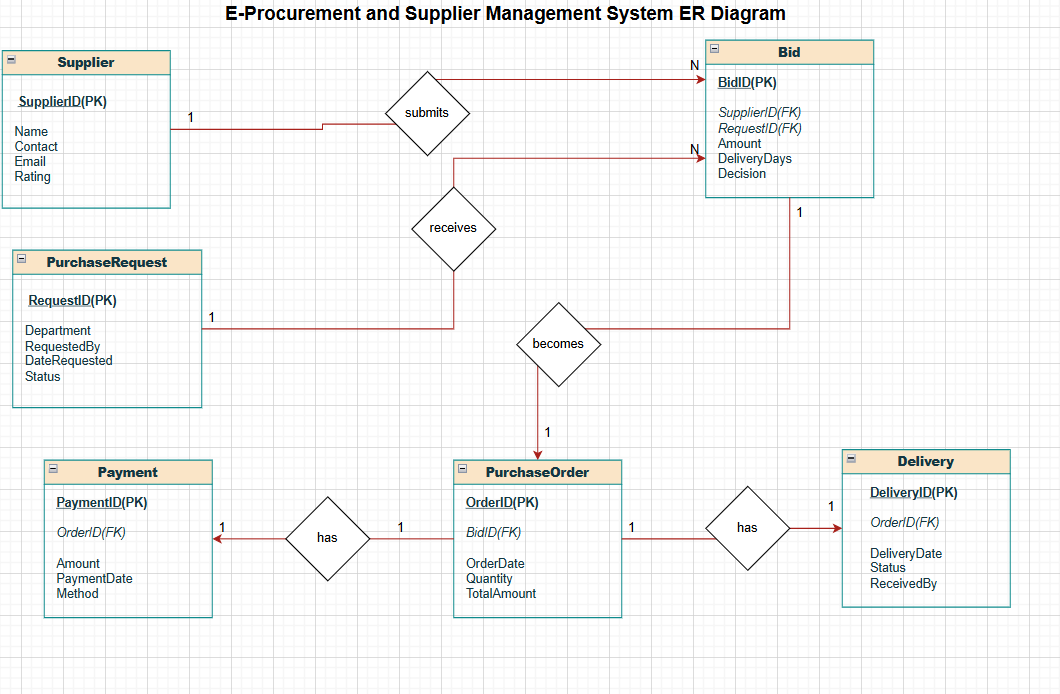 E-Procurement and Supplier Management System ER Diagram
Supplier
SupplierID(PK)
Name
Contact
Email
Rating
1
submits
N
Bid
BidID(PK)
SupplierID(FK)
RequestID(FK)
Amount
DeliveryDays
Decision
N
1
receives
PurchaseRequest
RequestID(PK)
Department
RequestedBy
DateRequested
Status
1
becomes
1
Payment
PaymentID(PK)
OrderID(FK)
Amount
PaymentDate
Method
1
has
1
PurchaseOrder
OrderID(PK)
BidID(FK)
OrderDate
Quantity
TotalAmount
1
has
1
Delivery
DeliveryID(PK)
OrderID(FK)
DeliveryDate
Status
ReceivedBy